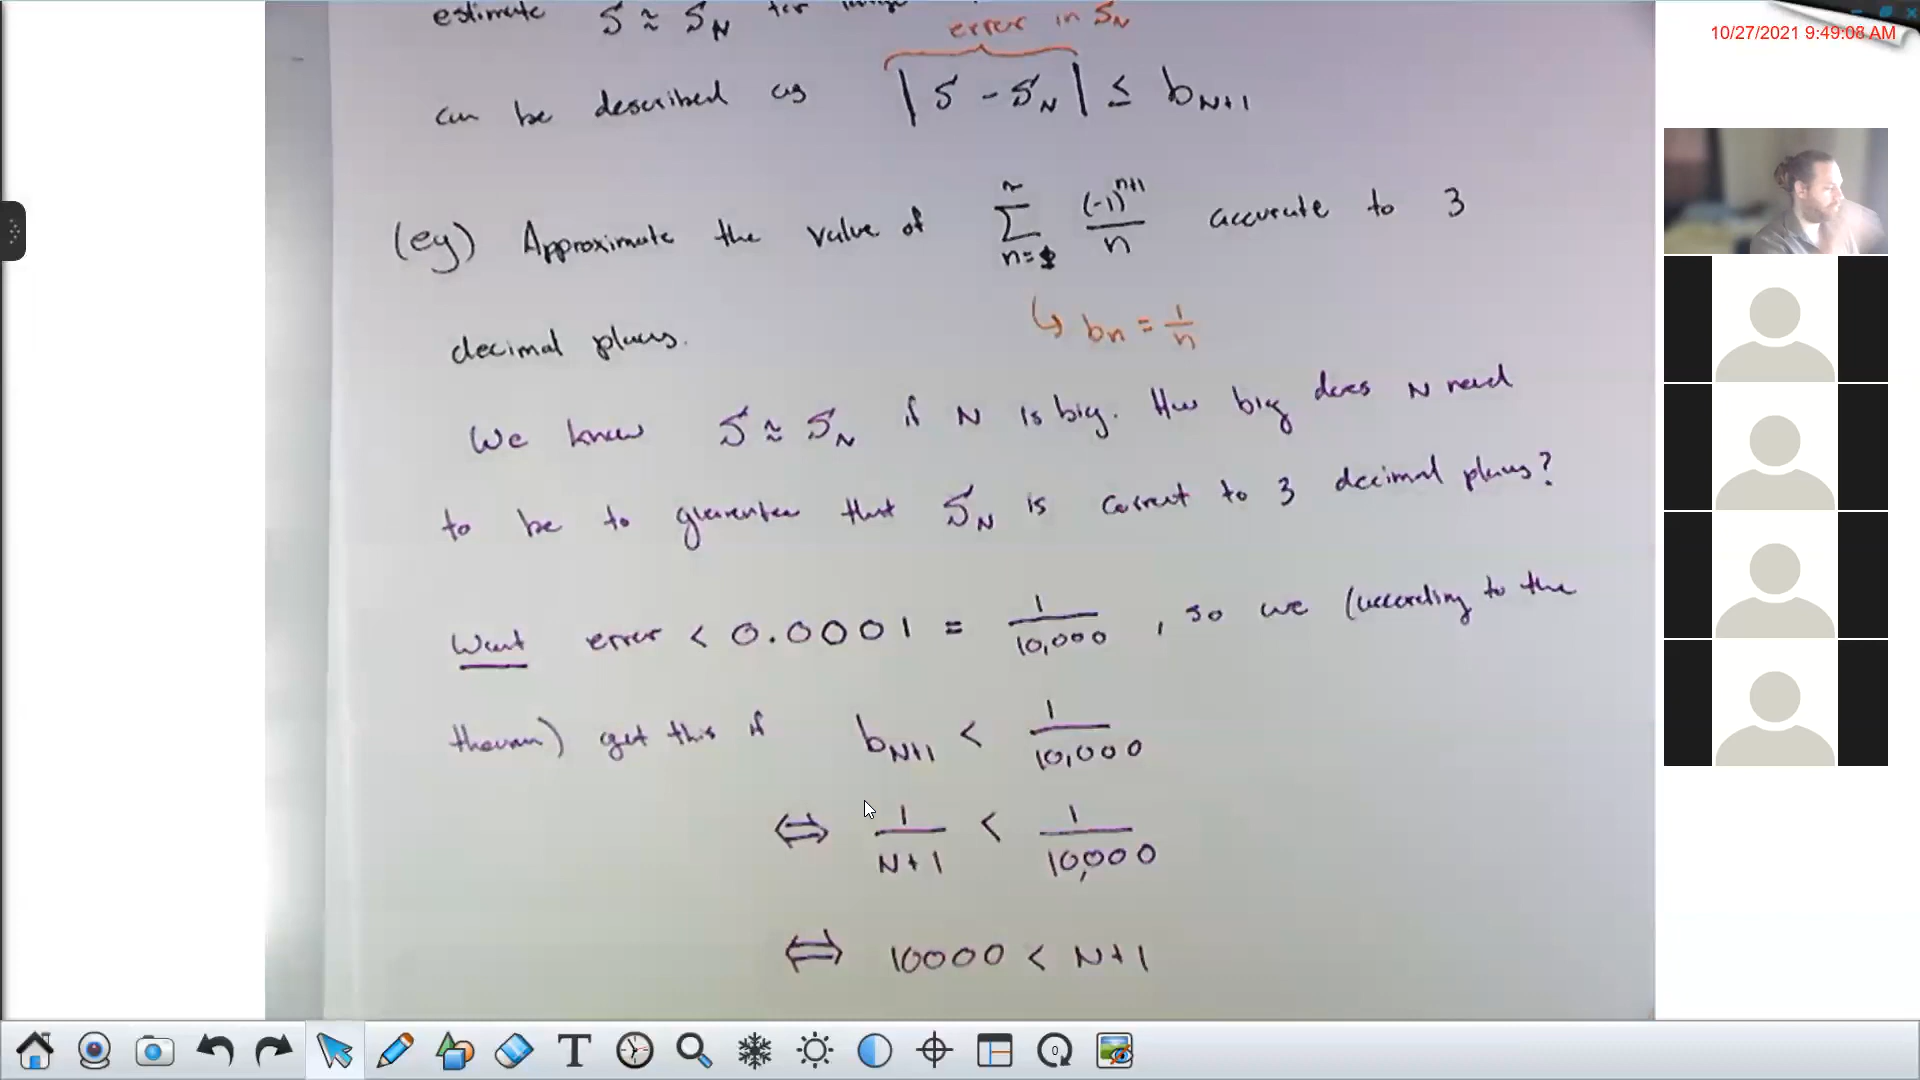 estimate S ≈ S_N for large
error in S_N
can be described as |S - S_N| ≤ b_{N+1}
(eg) Approximate the value of ∑_{n=1}^{∞} (-1)^{n+1}/n accurate to 3
decimal places.
↳ b_n = 1/n
We know S ≈ S_N if N is big. How big does N need
to be to guarantee that S_N is correct to 3 decimal places?
Want error < 0.0001 = 1/10,000, so we (according to the
theorem) get this if b_{N+1} < 1/10,000
⇔ 1/(N+1) < 1/10,000
⇔ 10000 < N+1
10/27/2021 9:49:08 AM
T
0